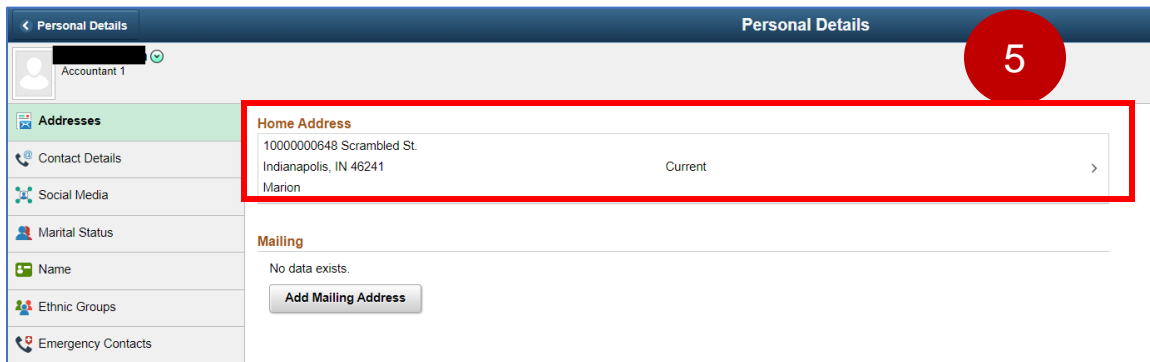 Personal Details
Personal Details
5
Accountant 1
Addresses
Contact Details
Social Media
Marital Status
Name
Ethnic Groups
Emergency Contacts
Home Address
10000000648 Scrambled St.
Indianapolis, IN 46241
Current
Marion
Mailing
No data exists.
Add Mailing Address